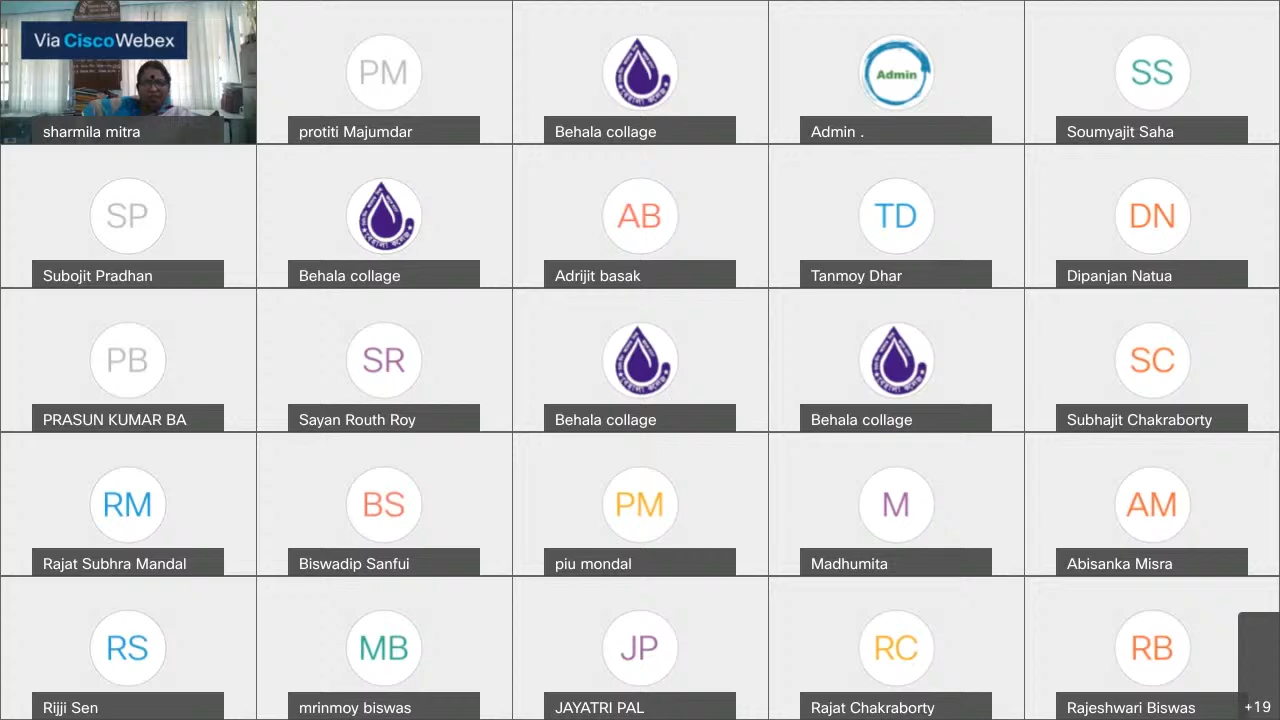 Via Cisco Webex
sharmila mitra
PM
protiti Majumdar
Behala collage
Admin
Admin .
SS
Soumyajit Saha
SP
Subojit Pradhan
Behala collage
AB
Adrijit basak
TD
Tanmoy Dhar
DN
Dipanjan Natua
PB
PRASUN KUMAR BA
SR
Sayan Routh Roy
Behala collage
Behala collage
SC
Subhajit Chakraborty
RM
Rajat Subhra Mandal
BS
Biswadip Sanfui
PM
piu mondal
M
Madhumita
AM
Abisanka Misra
RS
Rijji Sen
MB
mrinmoy biswas
JP
JAYATRI PAL
RC
Rajat Chakraborty
RB
Rajeshwari Biswas
+19